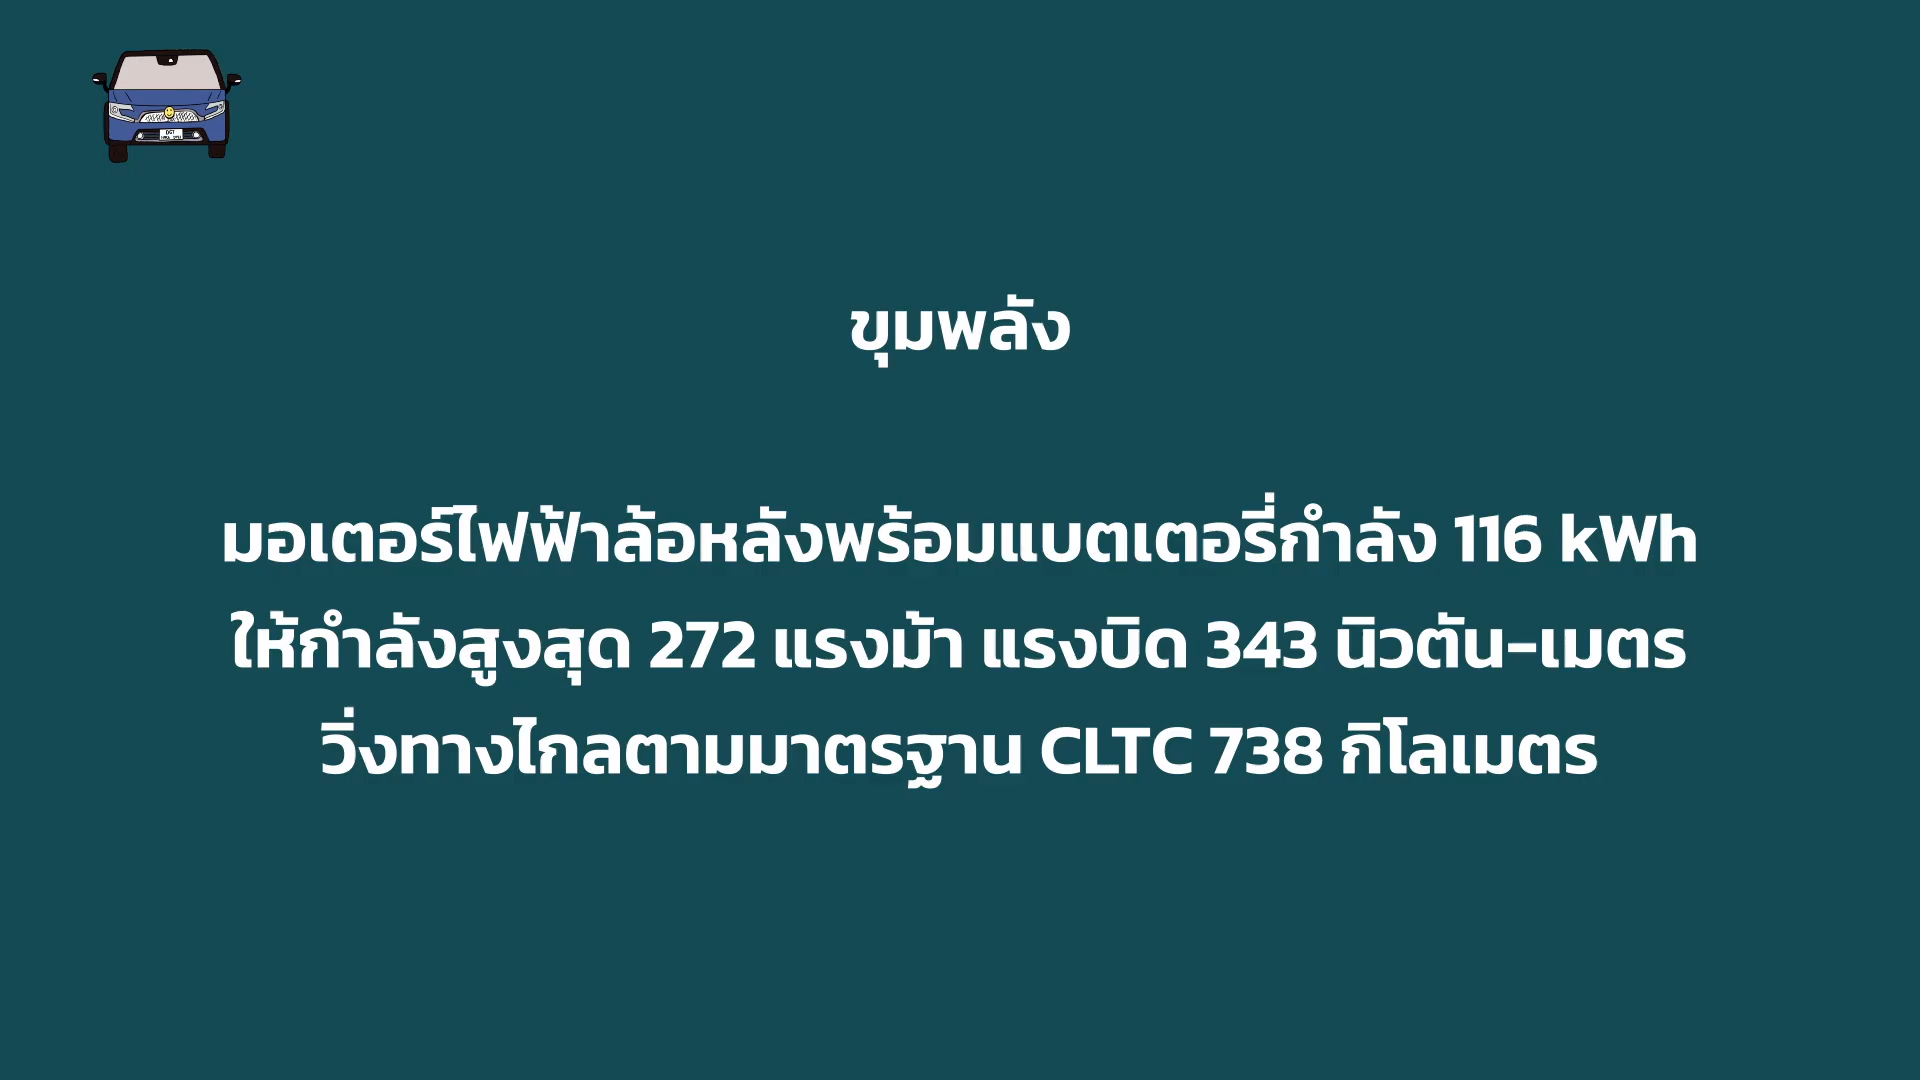 ขุมพลัง
มอเตอร์ไฟฟ้าล้อหลังพร้อมแบตเตอรี่กำลัง 116 kWh
ให้กำลังสูงสุด 272 แรงม้า แรงบิด 343 นิวตัน-เมตร
วิ่งทางไกลตามมาตรฐาน CLTC 738 กิโลเมตร